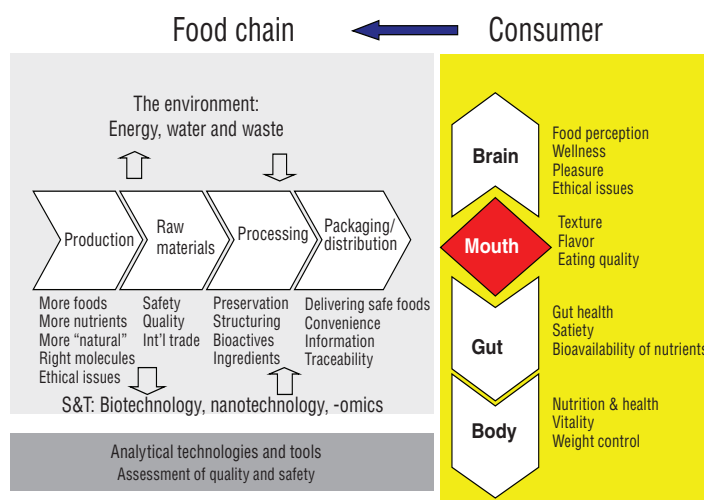 Food chain
Consumer
The environment:
Energy, water and waste
Production
Raw
materials
Processing
Packaging/
distribution
More foods
More nutrients
More “natural”
Right molecules
Ethical issues
Safety
Quality
Int’l trade
Preservation
Structuring
Bioactives
Ingredients
Delivering safe foods
Convenience
Information
Traceability
S&T: Biotechnology, nanotechnology, -omics
Analytical technologies and tools
Assessment of quality and safety
Brain
Food perception
Wellness
Pleasure
Ethical issues
Mouth
Texture
Flavor
Eating quality
Gut
Gut health
Satiety
Bioavailability of nutrients
Body
Nutrition & health
Vitality
Weight control